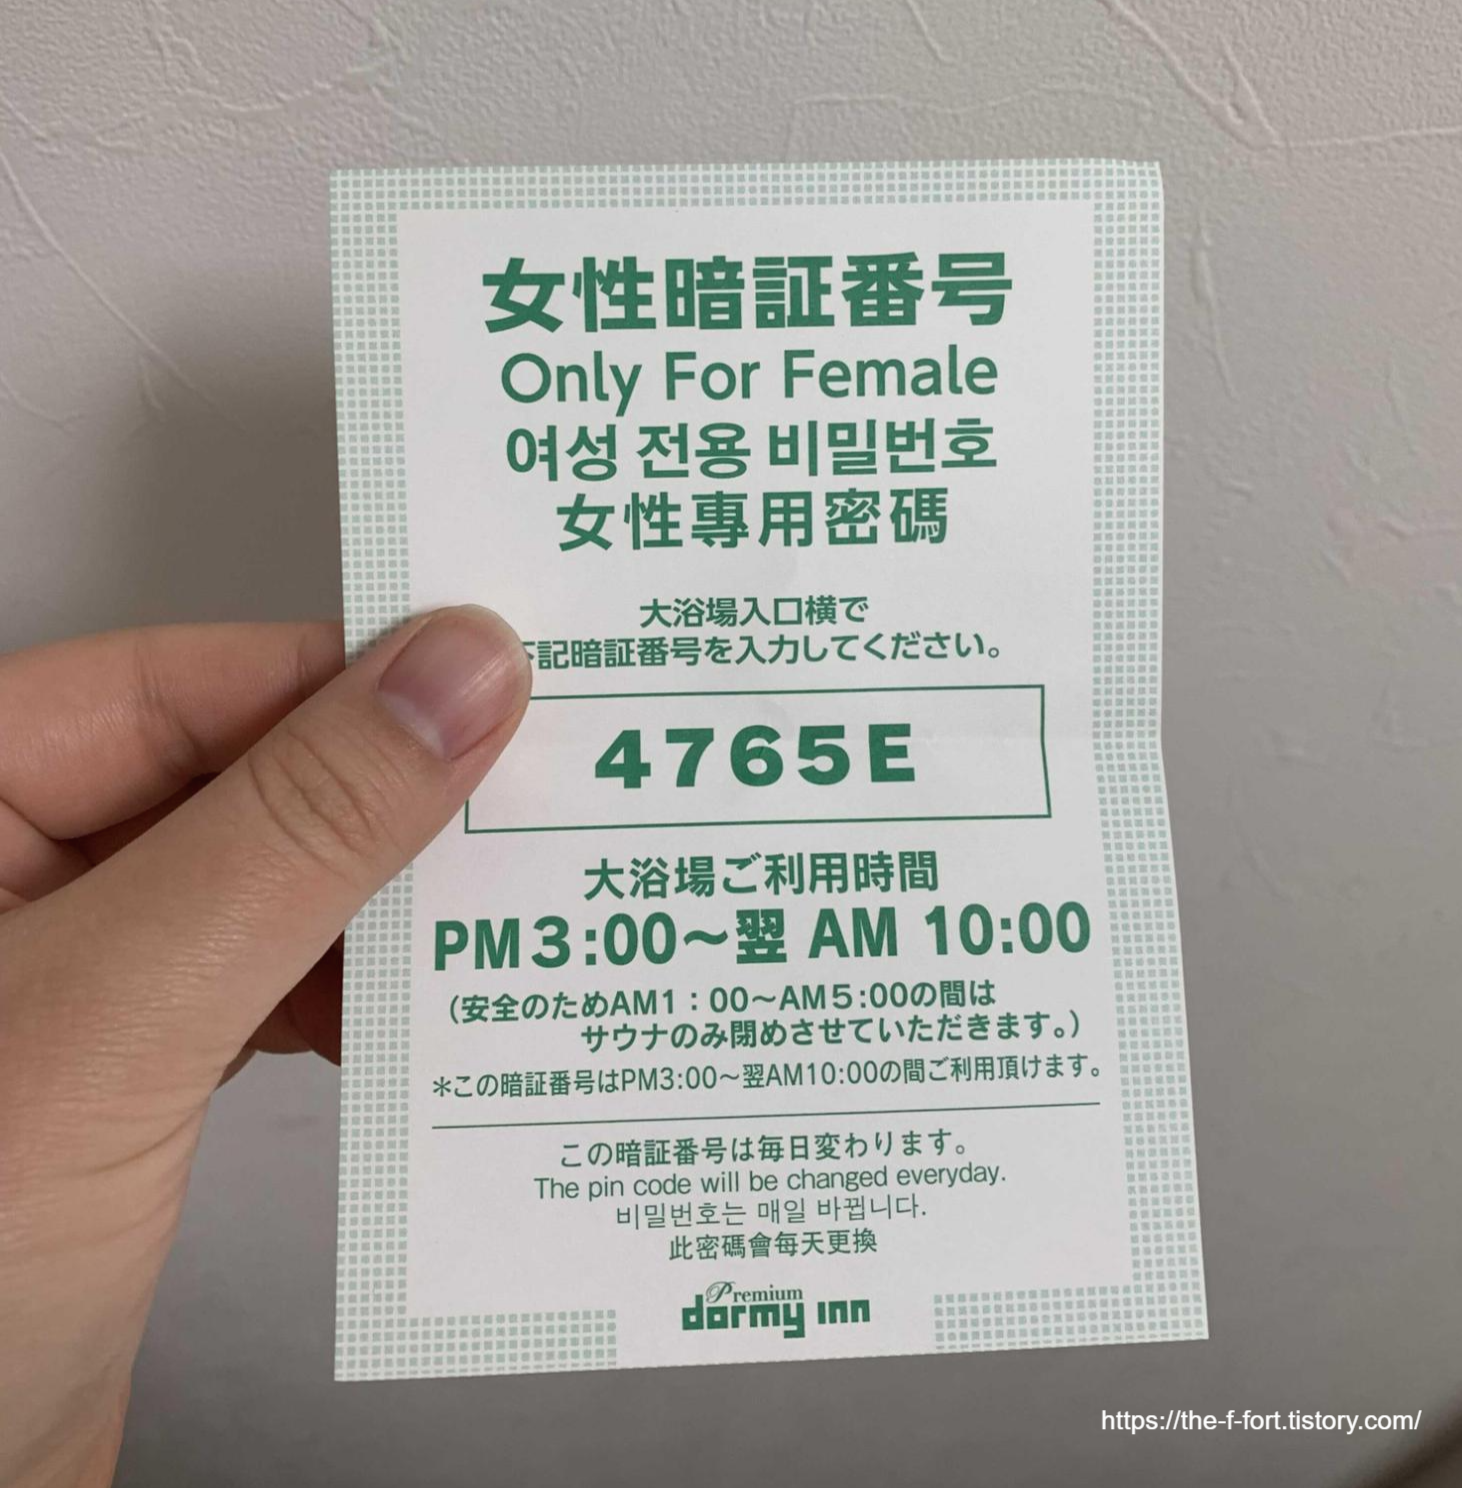 女性暗証番号
Only For Female
여성 전용 비밀번호
女性專用密碼
大浴場入口横で
下記暗証番号を入力してください。
4765E
大浴場ご利用時間
PM3:00～翌 AM 10:00
（安全のためAM1：00～AM5:00の間は
サウナのみ閉めさせていただきます。）
＊この暗証番号はPM3:00～翌AM10:00の間ご利用頂けます。
この暗証番号は毎日変わります。
The pin code will be changed everyday.
비밀번호는 매일 바뀝니다.
此密碼會每天更換
Premium
dormy inn
https://the-f-fort.tistory.com/